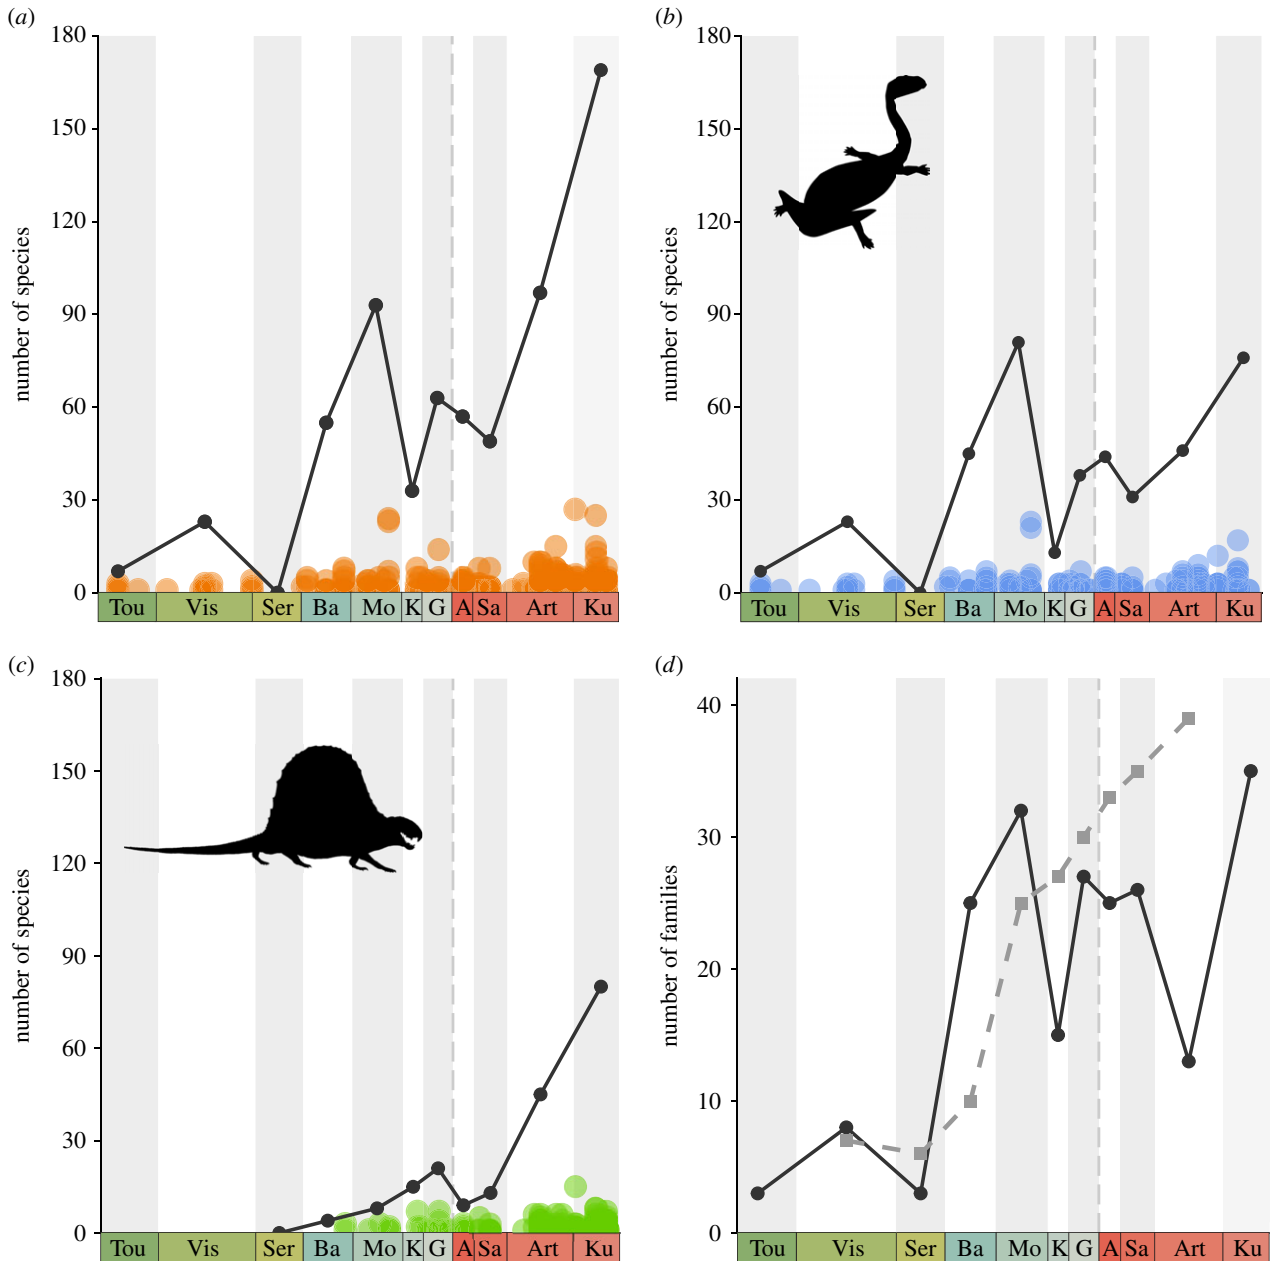 (a)
180
150
120
90
60
30
0
number of species
Tou Vis Ser Ba Mo K G A Sa Art Ku
(b)
180
150
120
90
60
30
0
number of species
Tou Vis Ser Ba Mo K G A Sa Art Ku
(c)
180
150
120
90
60
30
0
number of species
Tou Vis Ser Ba Mo K G A Sa Art Ku
(d)
40
30
20
10
0
number of families
Tou Vis Ser Ba Mo K G A Sa Art Ku